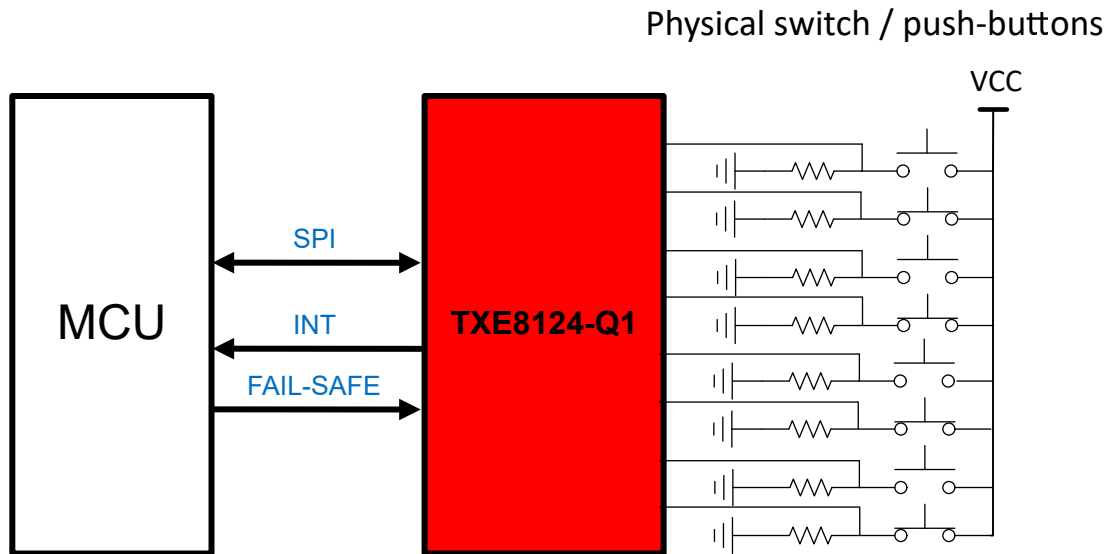 Physical switch / push-buttons
VCC
SPI
MCU
INT
TXE8124-Q1
FAIL-SAFE